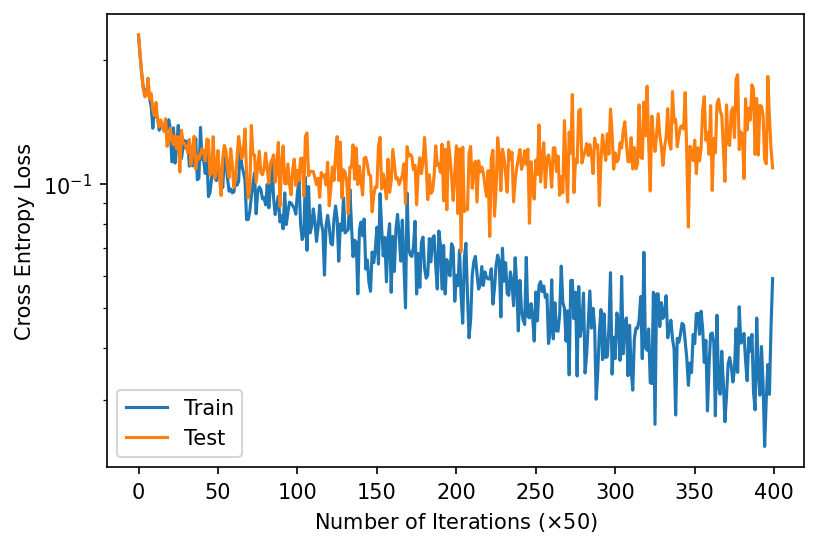 Cross Entropy Loss
10⁻¹
Train
Test
0 50 100 150 200 250 300 350 400
Number of Iterations (×50)